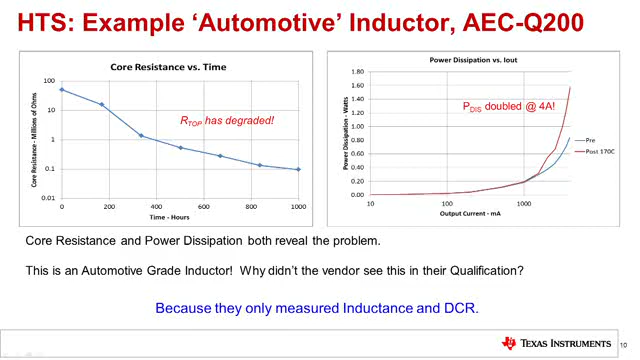 HTS: Example 'Automotive' Inductor, AEC-Q200
Core Resistance vs. Time
Core Resistance - Millions of Ohms
100
10
1
0.1
0.01
RTOP has degraded!
0 200 400 600 800 1000
Time - Hours
Power Dissipation vs. Iout
Power Dissipation - Watts
1.80
1.60
1.40
1.20
1.00
0.80
0.60
0.40
0.20
0.00
PDIS doubled @ 4A!
Pre
Post 170C
10 100 1000
Output Current - mA
Core Resistance and Power Dissipation both reveal the problem.
This is an Automotive Grade Inductor! Why didn't the vendor see this in their Qualification?
Because they only measured Inductance and DCR.
TEXAS INSTRUMENTS
10